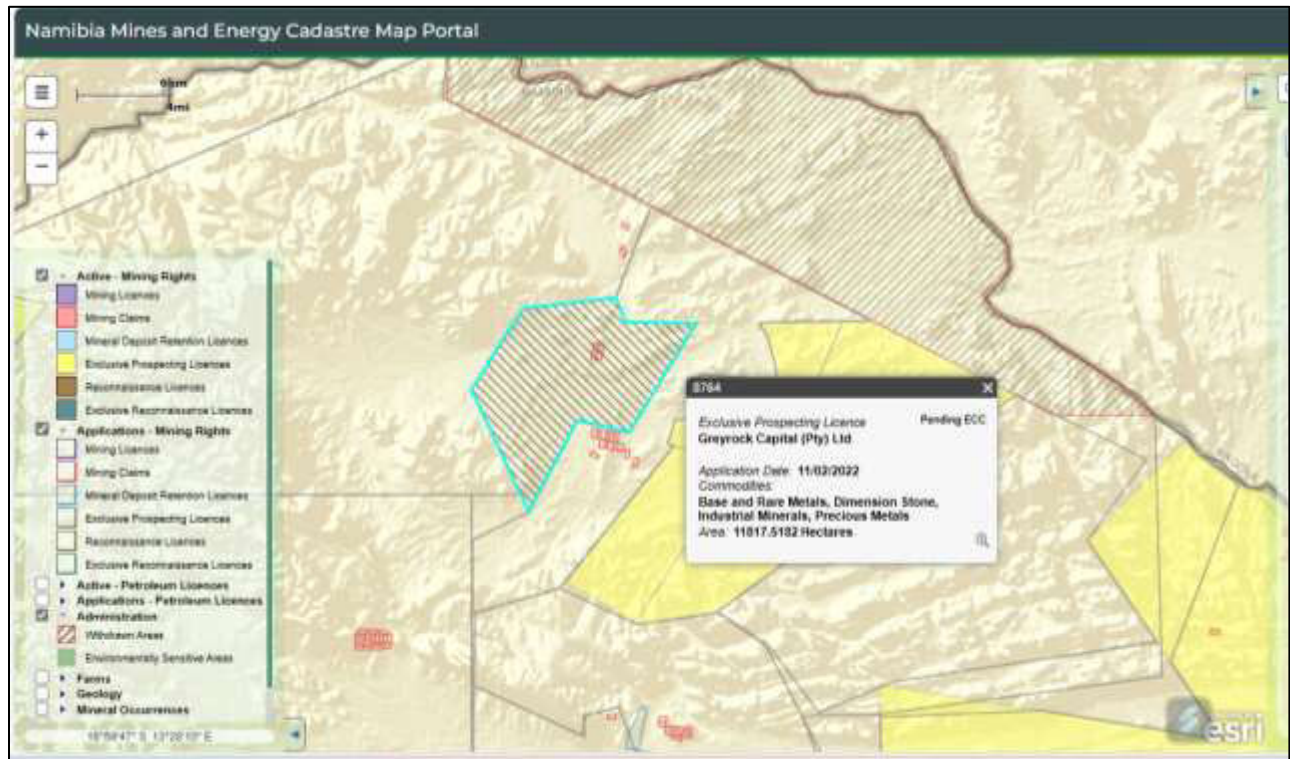 Namibia Mines and Energy Cadastre Map Portal
6km
4mi
+
−
Active - Mining Rights
Mining Licences
Mining Claims
Mineral Deposit Retention Licences
Exclusive Prospecting Licences
Reconnaissance Licences
Exclusive Reconnaissance Licences
Applications - Mining Rights
Mining Licences
Mining Claims
Mineral Deposit Retention Licences
Exclusive Prospecting Licences
Reconnaissance Licences
Exclusive Reconnaissance Licences
Active - Petroleum Licences
Applications - Petroleum Licences
Administration
Withdrawn Areas
Environmentally Sensitive Areas
Farms
Geology
Mineral Occurrences
8764
Exclusive Prospecting Licence Pending ECC
Greyrock Capital (Pty) Ltd
Application Date: 11/02/2022
Commodities:
Base and Rare Metals, Dimension Stone,
Industrial Minerals, Precious Metals
Area: 11817.5182 Hectares
esri